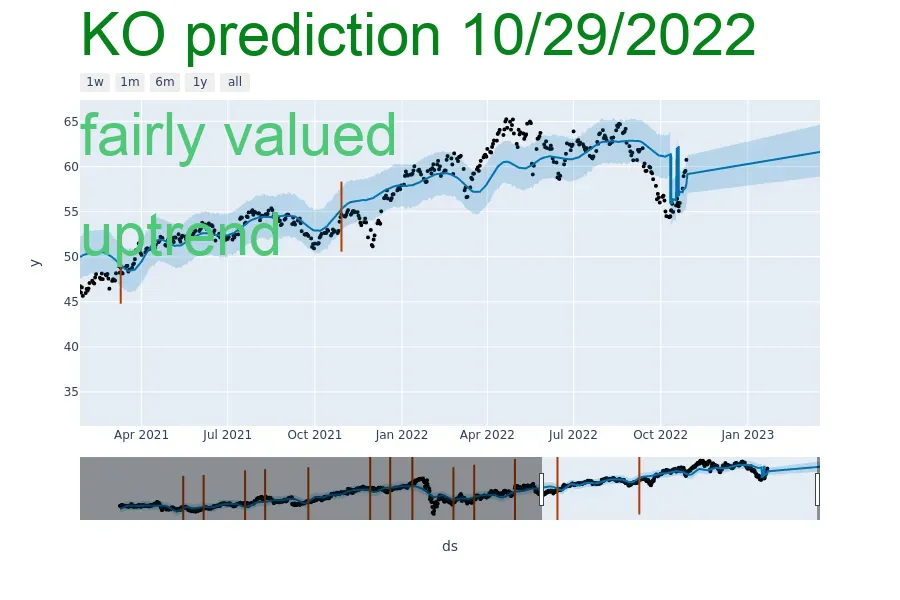 KO prediction 10/29/2022
1w 1m 6m 1y all
fairly valued
uptrend
65
60
55
50
45
40
35
y
Apr 2021 Jul 2021 Oct 2021 Jan 2022 Apr 2022 Jul 2022 Oct 2022 Jan 2023
ds